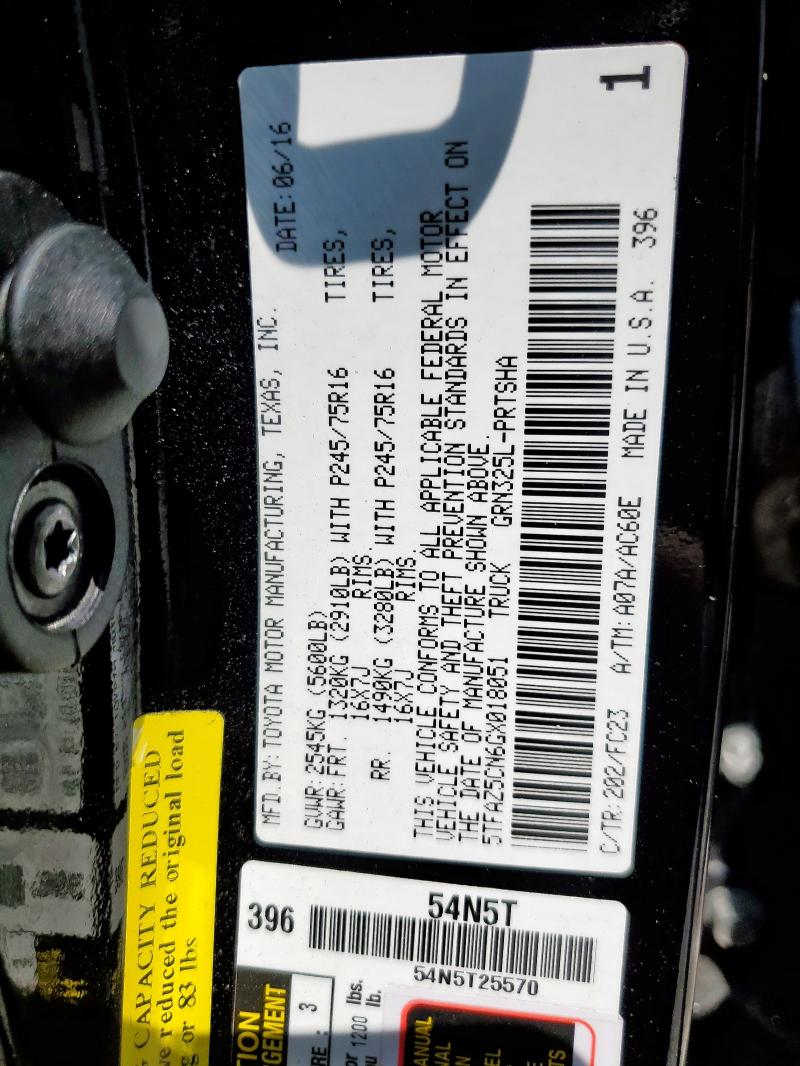 MFD.BY:TOYOTA MOTOR MANUFACTURING, TEXAS, INC.
DATE:06/16
GVWR:2545KG (5600LB)
GAWR:FRT. 1320KG (2910LB) WITH P245/75R16 TIRES,
16X7J RIMS.
RR. 1490KG (3280LB) WITH P245/75R16 TIRES,
16X7J RIMS.
THIS VEHICLE CONFORMS TO ALL APPLICABLE FEDERAL MOTOR
VEHICLE SAFETY AND THEFT PREVENTION STANDARDS IN EFFECT ON
THE DATE OF MANUFACTURE SHOWN ABOVE.
5TFAZ5CN6GX018051 TRUCK GRN325L-PRTSHA
C/TR:202/FC23 A/TM:A07A/AC60E MADE IN U.S.A. 396
1
CAPACITY REDUCED
reduced the original load
or 83 lbs
396
54N5T
54N5T25570
3
1200 lbs.
lb.